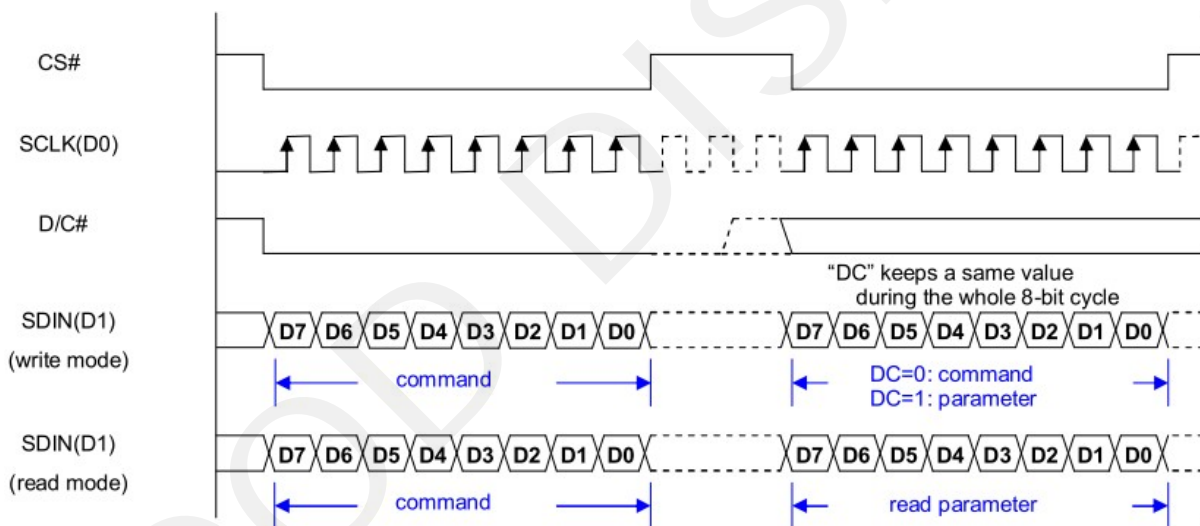 CS#
SCLK(D0)
D/C#
“DC” keeps a same value
during the whole 8-bit cycle
SDIN(D1)
(write mode)
D7 D6 D5 D4 D3 D2 D1 D0 D7 D6 D5 D4 D3 D2 D1 D0
command
DC=0: command
DC=1: parameter
SDIN(D1)
(read mode)
D7 D6 D5 D4 D3 D2 D1 D0 D7 D6 D5 D4 D3 D2 D1 D0
command read parameter